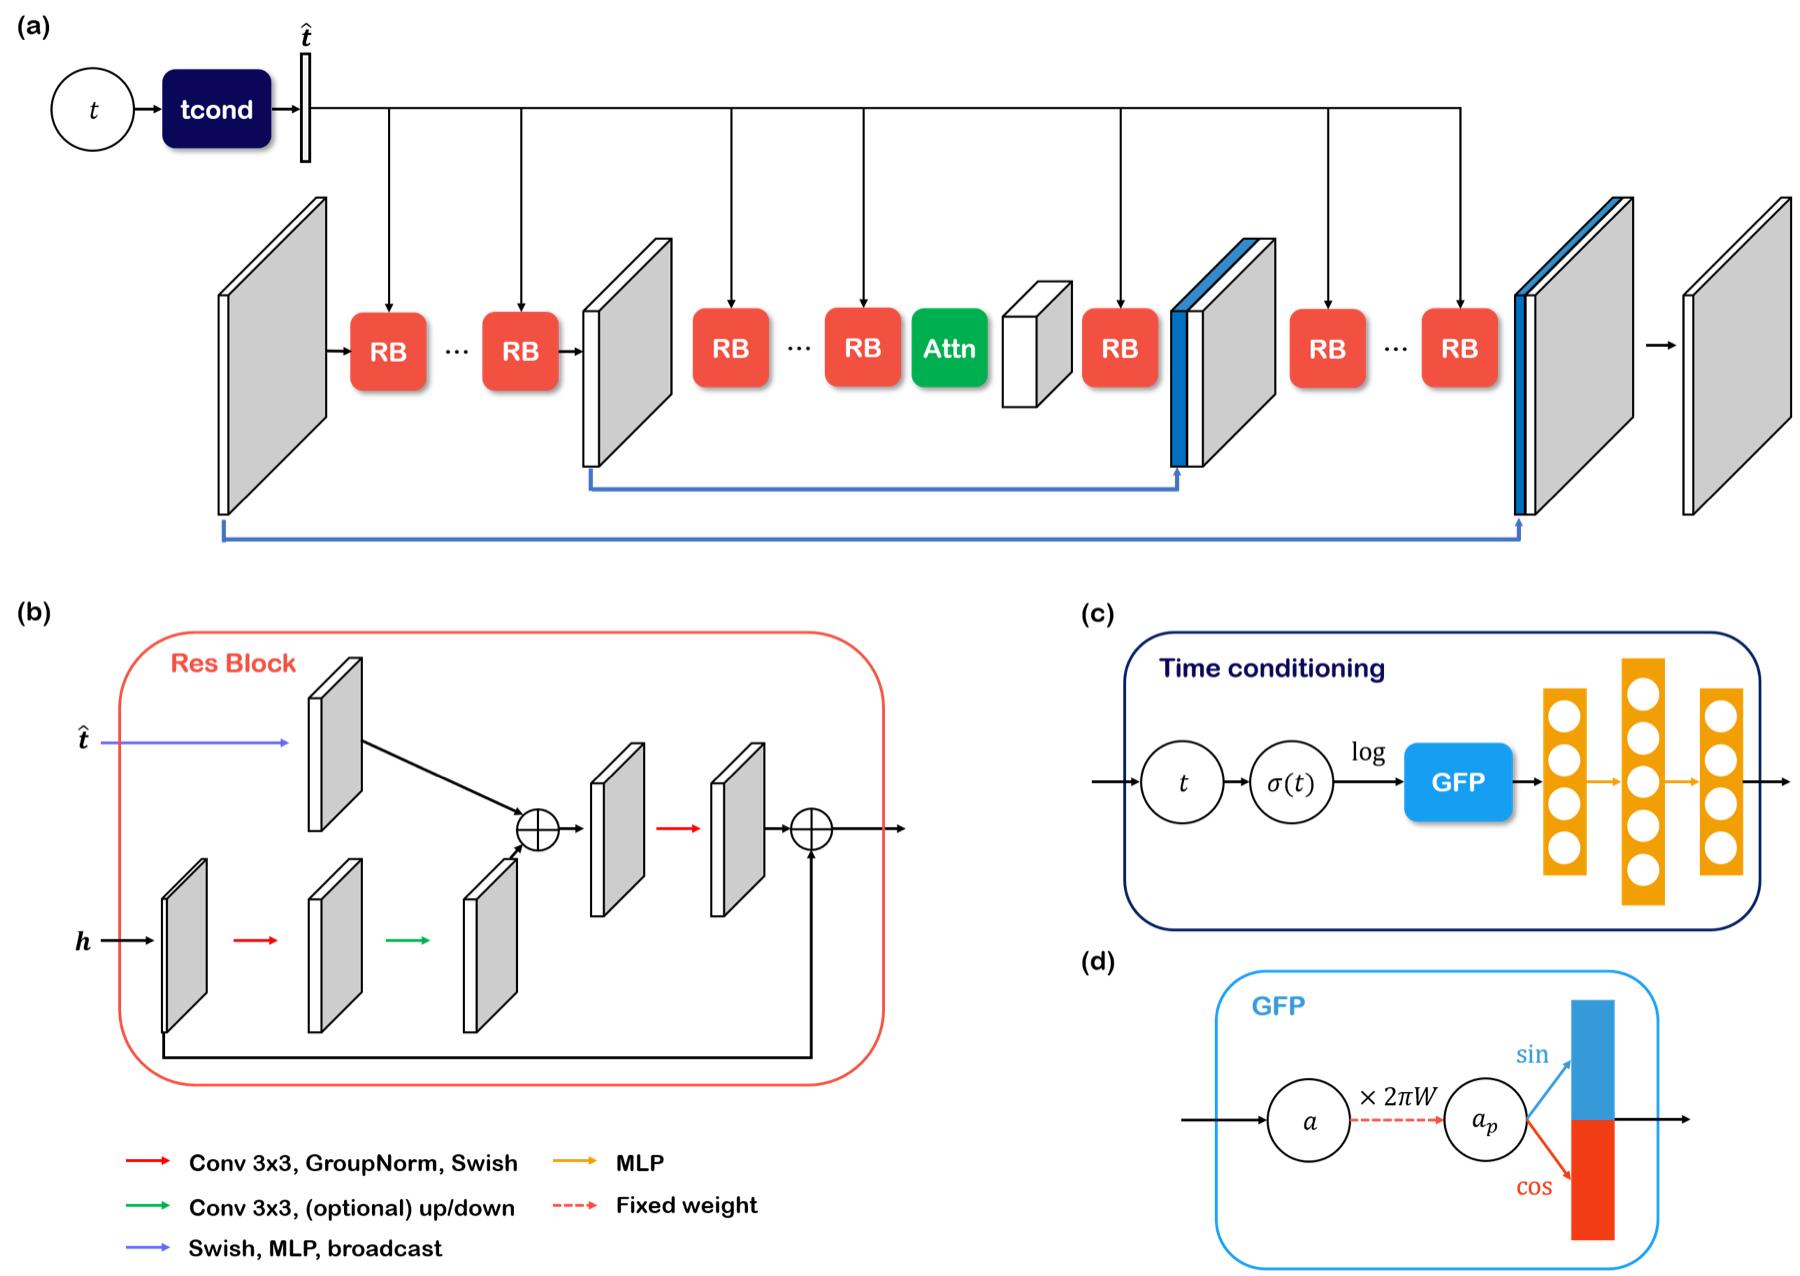 (a)
t̂
t
tcond
RB ... RB RB ... RB Attn RB RB ... RB
(b)
Res Block
t̂
h
Conv 3x3, GroupNorm, Swish
Conv 3x3, (optional) up/down
Swish, MLP, broadcast
MLP
Fixed weight
(c)
Time conditioning
t σ(t) log GFP
(d)
GFP
sin
a × 2πW aₚ
cos